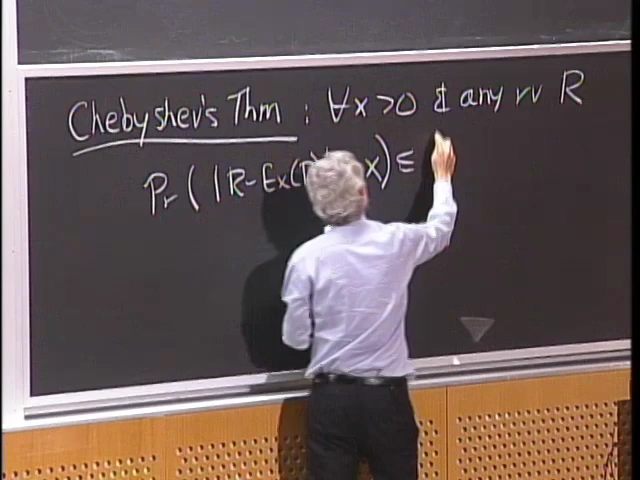 Chebyshev's Thm : ∀x >0 & any rv R
Pr ( | R - Ex(R) x) ≤